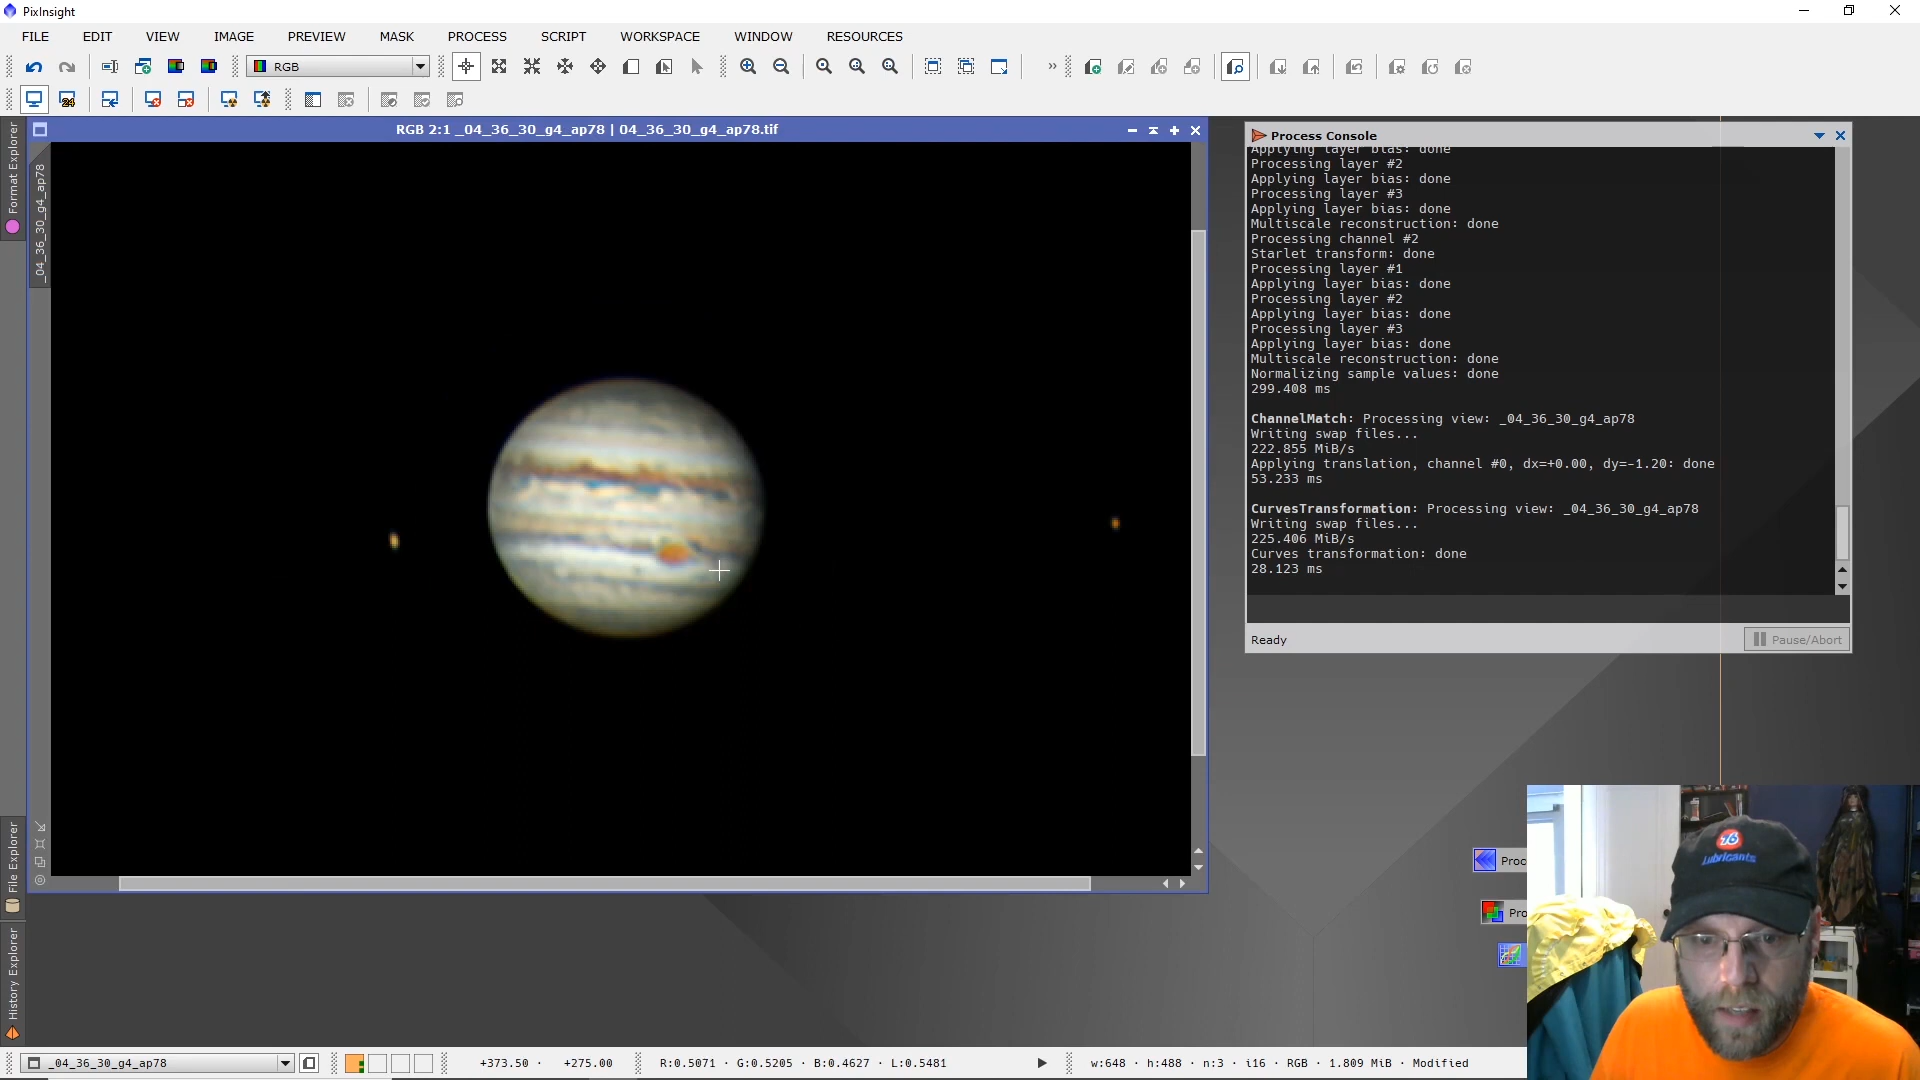 PixInsight
FILE EDIT VIEW IMAGE PREVIEW MASK PROCESS SCRIPT WORKSPACE WINDOW RESOURCES
RGB
24
RGB 2:1 _04_36_30_g4_ap78 | 04_36_30_g4_ap78.tif
Format Explorer
_04_36_30_g4_ap78
File Explorer
History Explorer
Process Console
Applying layer bias: done
Processing layer #2
Applying layer bias: done
Processing layer #3
Applying layer bias: done
Multiscale reconstruction: done
Processing channel #2
Starlet transform: done
Processing layer #1
Applying layer bias: done
Processing layer #2
Applying layer bias: done
Processing layer #3
Applying layer bias: done
Multiscale reconstruction: done
Normalizing sample values: done
299.408 ms
ChannelMatch: Processing view: _04_36_30_g4_ap78
Writing swap files...
222.855 MiB/s
Applying translation, channel #0, dx=+0.00, dy=-1.20: done
53.233 ms
CurvesTransformation: Processing view: _04_36_30_g4_ap78
Writing swap files...
225.406 MiB/s
Curves transformation: done
28.123 ms
Ready
Pause/Abort
Proc
Pro
76
Lubricants
_04_36_30_g4_ap78
+373.50 · +275.00
R:0.5071 · G:0.5205 · B:0.4627 · L:0.5481
w:648 · h:488 · n:3 · i16 · RGB · 1.809 MiB · Modified